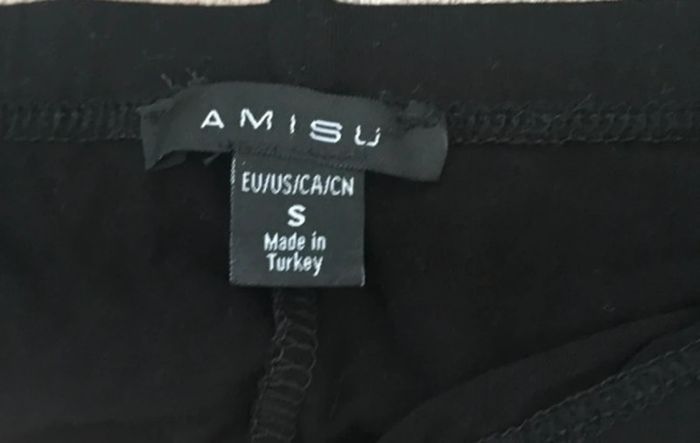 AMISU
EU/US/CA/CN
S
Made in
Turkey